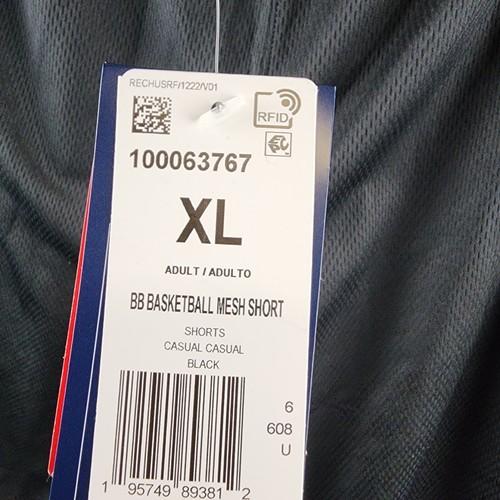 RECHUSRF/1222/V01
RFID
100063767
XL
ADULT / ADULTO
BB BASKETBALL MESH SHORT
SHORTS
CASUAL CASUAL
BLACK
6
608
U
1 95749 89381 2